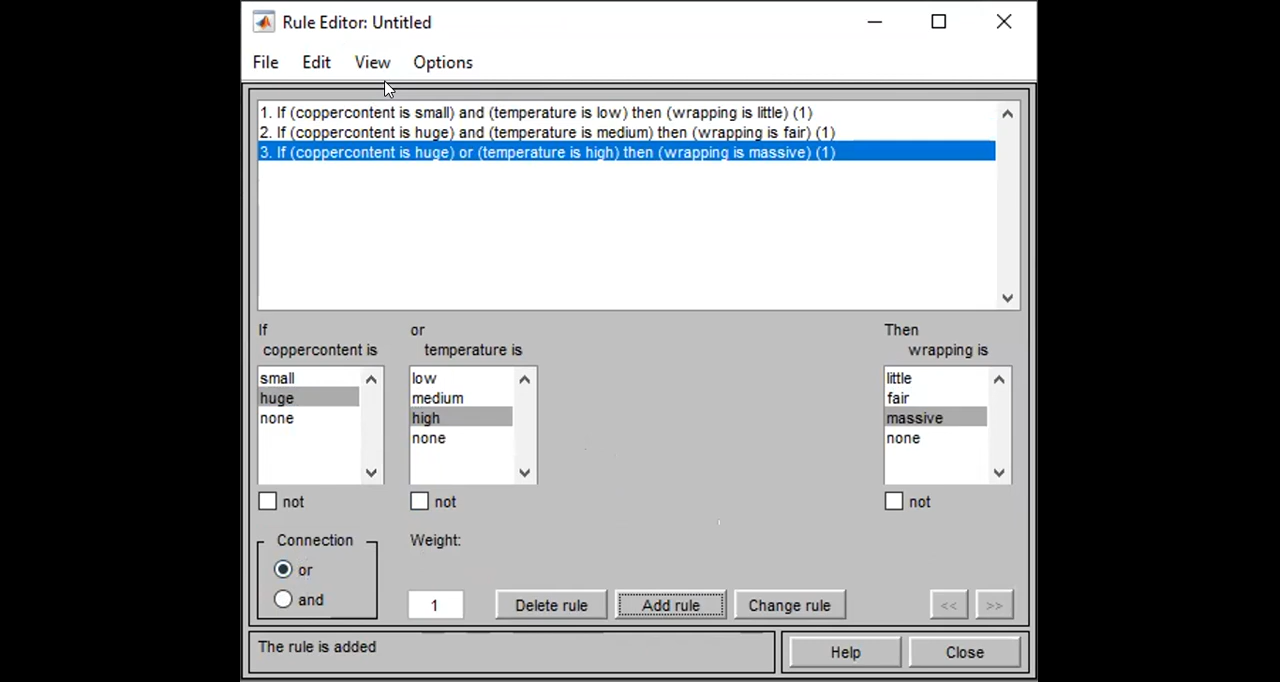 Rule Editor: Untitled
File Edit View Options
1. If (coppercontent is small) and (temperature is low) then (wrapping is little) (1)
2. If (coppercontent is huge) and (temperature is medium) then (wrapping is fair) (1)
3. If (coppercontent is huge) or (temperature is high) then (wrapping is massive) (1)
If or Then
coppercontent is temperature is wrapping is
small low little
huge medium fair
none high massive
none none
not not not
Connection Weight:
or
and 1 Delete rule Add rule Change rule << >>
The rule is added Help Close